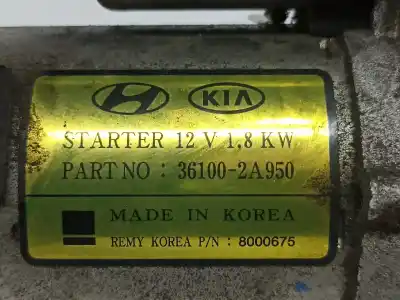 KIA
STARTER 12 V 1,8 KW
PART NO : 36100-2A950
MADE IN KOREA
REMY KOREA P/N : 8000675